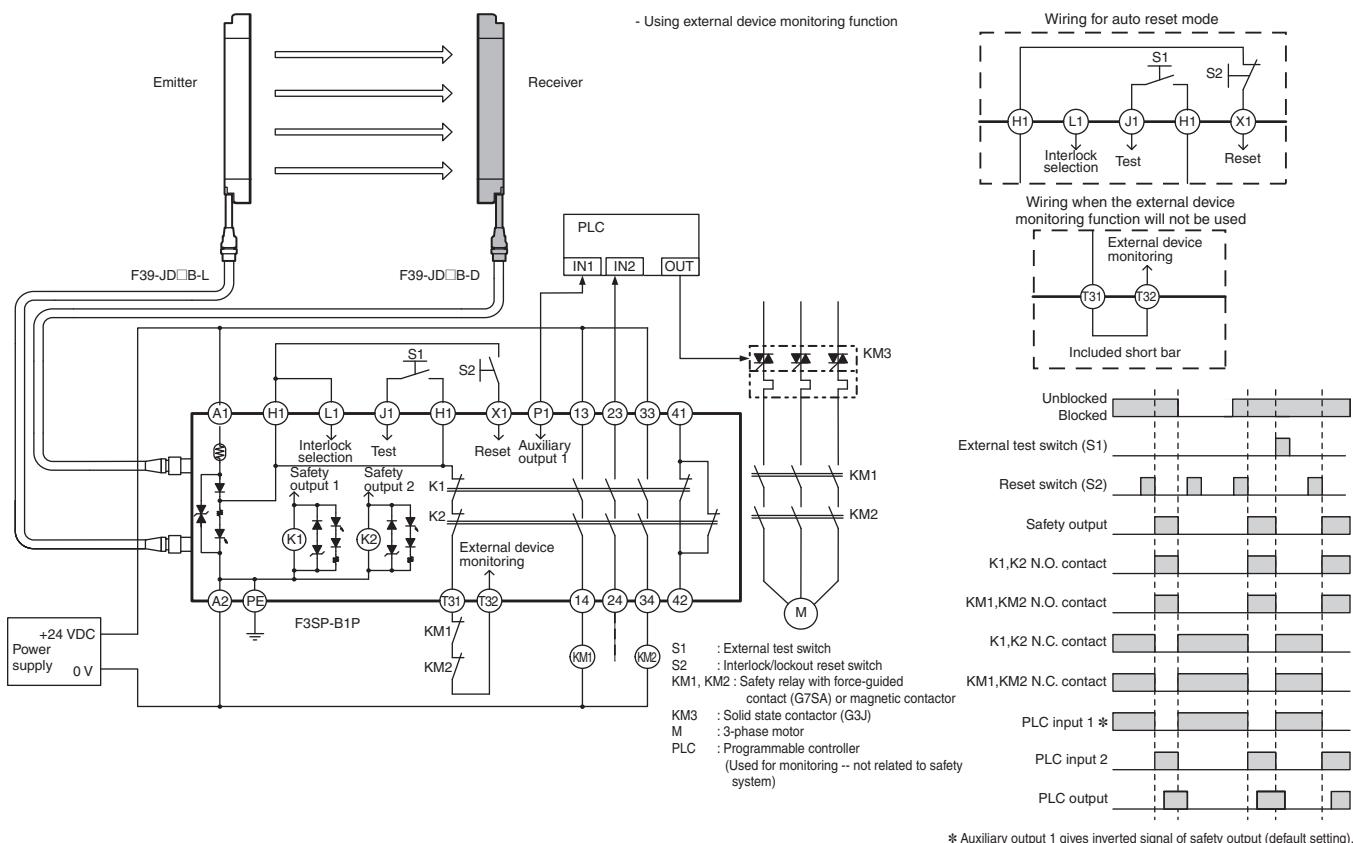 - Using external device monitoring function
Emitter
Receiver
F39-JD□B-L
F39-JD□B-D
PLC
IN1 IN2 OUT
KM3
S1
S2
A1 H1 L1 J1 H1 X1 P1 13 23 33 41
Interlock
selection
Test
Reset
Auxiliary
output 1
Safety
output 1
Safety
output 2
K1
K2
K1
K2
External device
monitoring
A2 PE T31 T32 14 24 34 42
F3SP-B1P
KM1
KM2
KM1
KM2
KM1
KM2
M
+24 VDC
Power
supply
0 V
S1 : External test switch
S2 : Interlock/lockout reset switch
KM1, KM2 : Safety relay with force-guided
contact (G7SA) or magnetic contactor
KM3 : Solid state contactor (G3J)
M : 3-phase motor
PLC : Programmable controller
(Used for monitoring -- not related to safety
system)
Wiring for auto reset mode
S1
S2
H1 L1 J1 H1 X1
Interlock
selection
Test
Reset
Wiring when the external device
monitoring function will not be used
External device
monitoring
T31 T32
Included short bar
Unblocked
Blocked
External test switch (S1)
Reset switch (S2)
Safety output
K1,K2 N.O. contact
KM1,KM2 N.O. contact
K1,K2 N.C. contact
KM1,KM2 N.C. contact
PLC input 1 ✻
PLC input 2
PLC output
✻ Auxiliary output 1 gives inverted signal of safety output (default setting).